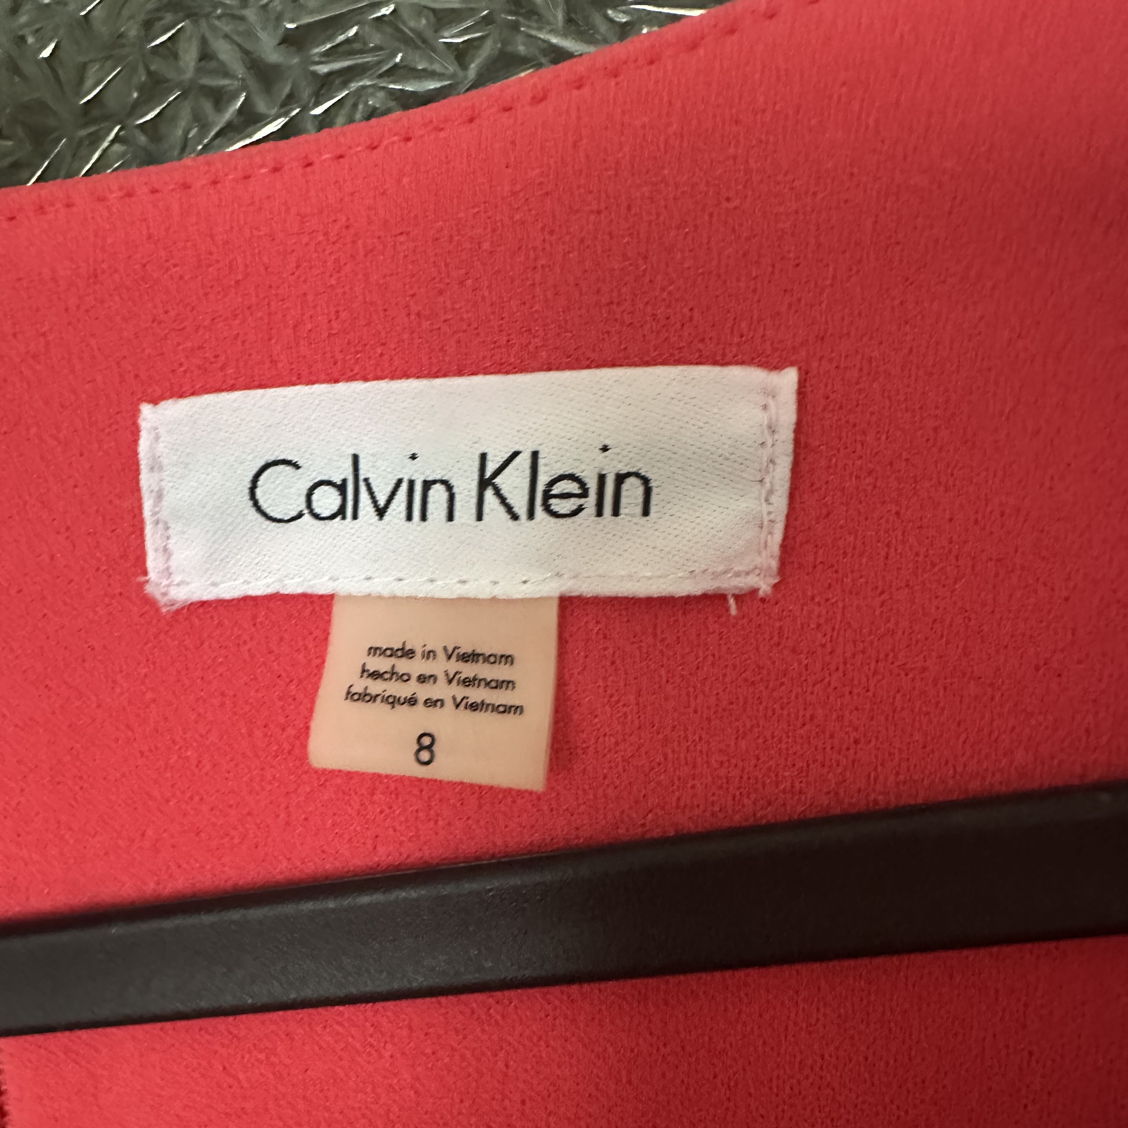 Calvin Klein
made in Vietnam
hecho en Vietnam
fabriqué en Vietnam
8